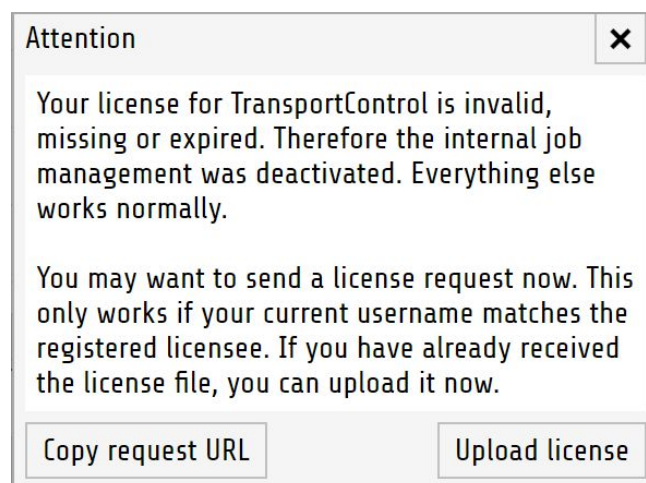 Attention
Your license for TransportControl is invalid,
missing or expired. Therefore the internal job
management was deactivated. Everything else
works normally.
You may want to send a license request now. This
only works if your current username matches the
registered licensee. If you have already received
the license file, you can upload it now.
Copy request URL
Upload license